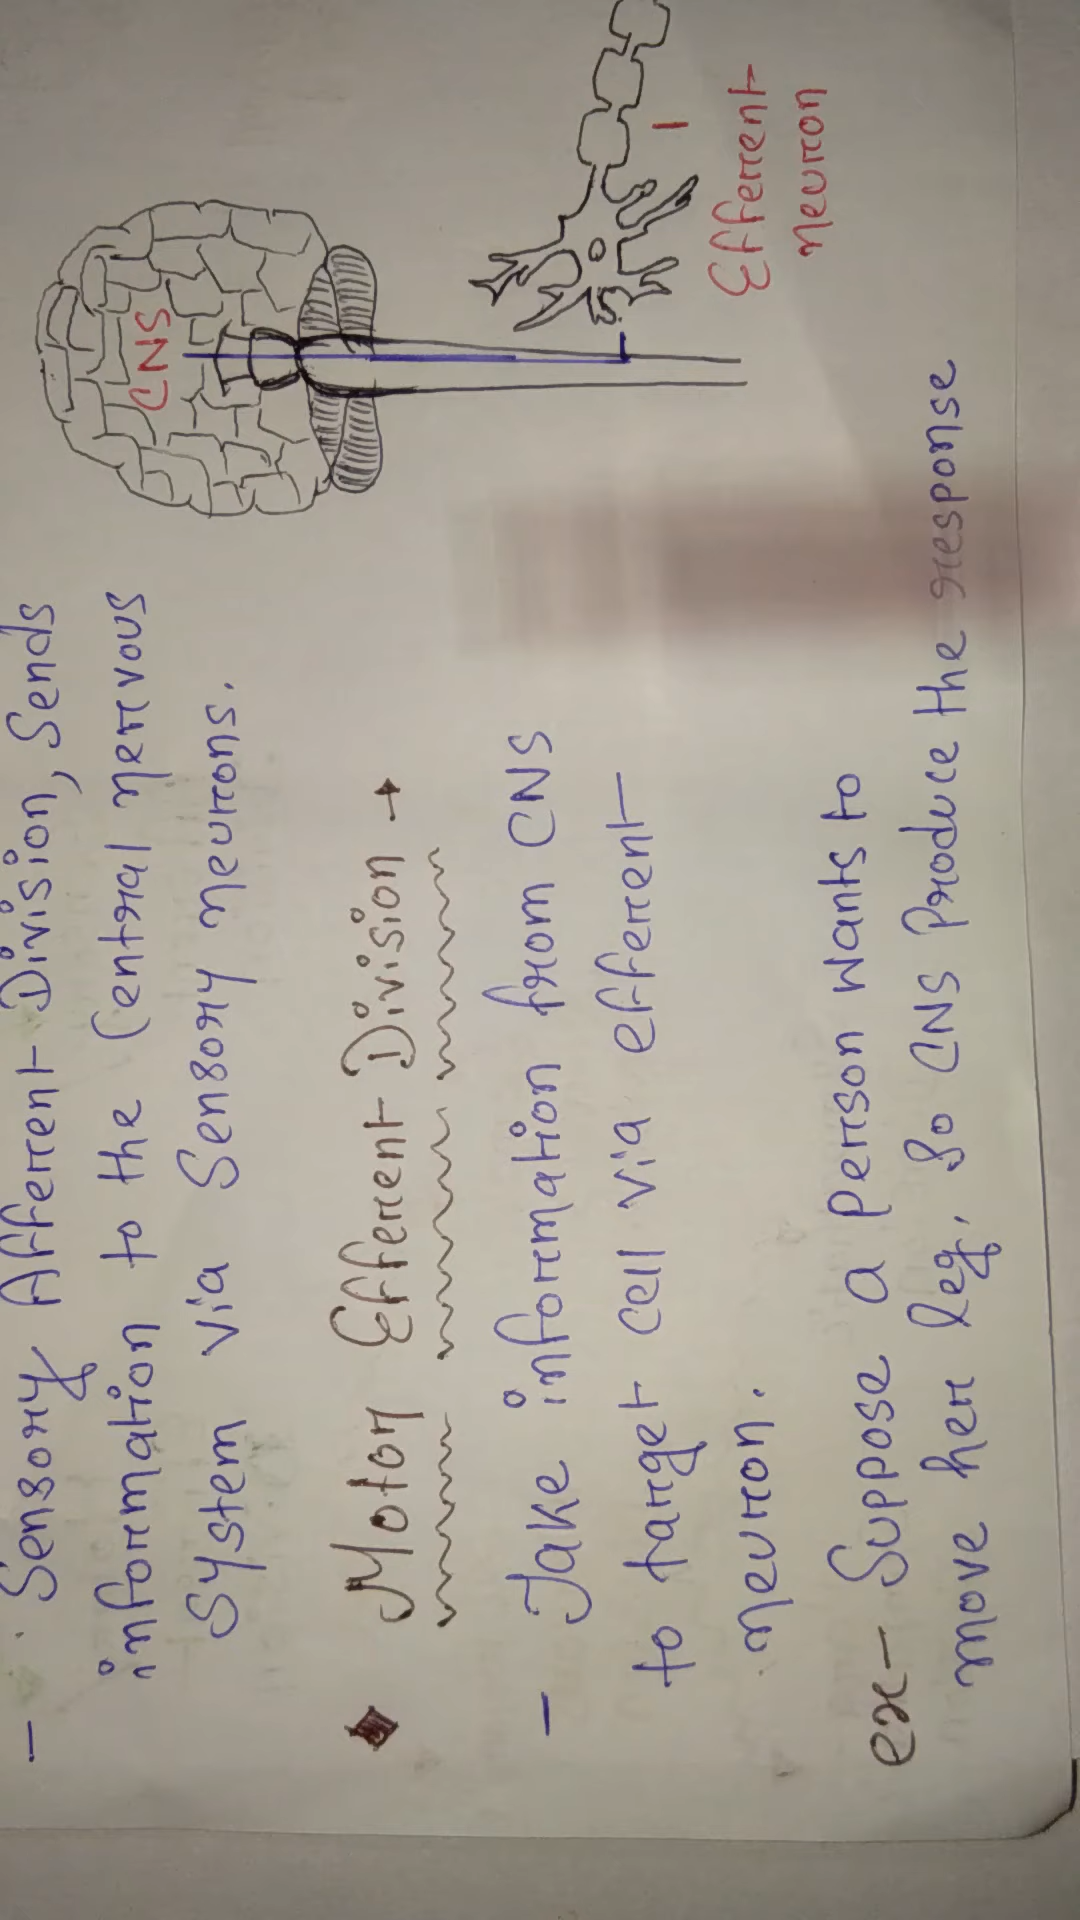 - Sensory Afferent Division, Sends
information to the Central nervous
System via Sensory neurons.
Motor Efferent Division →
- Take information from CNS
to target cell via efferent
neuron.
ex- Suppose a person wants to
move her leg. So CNS Produce the response
CNS
Efferent
neuron